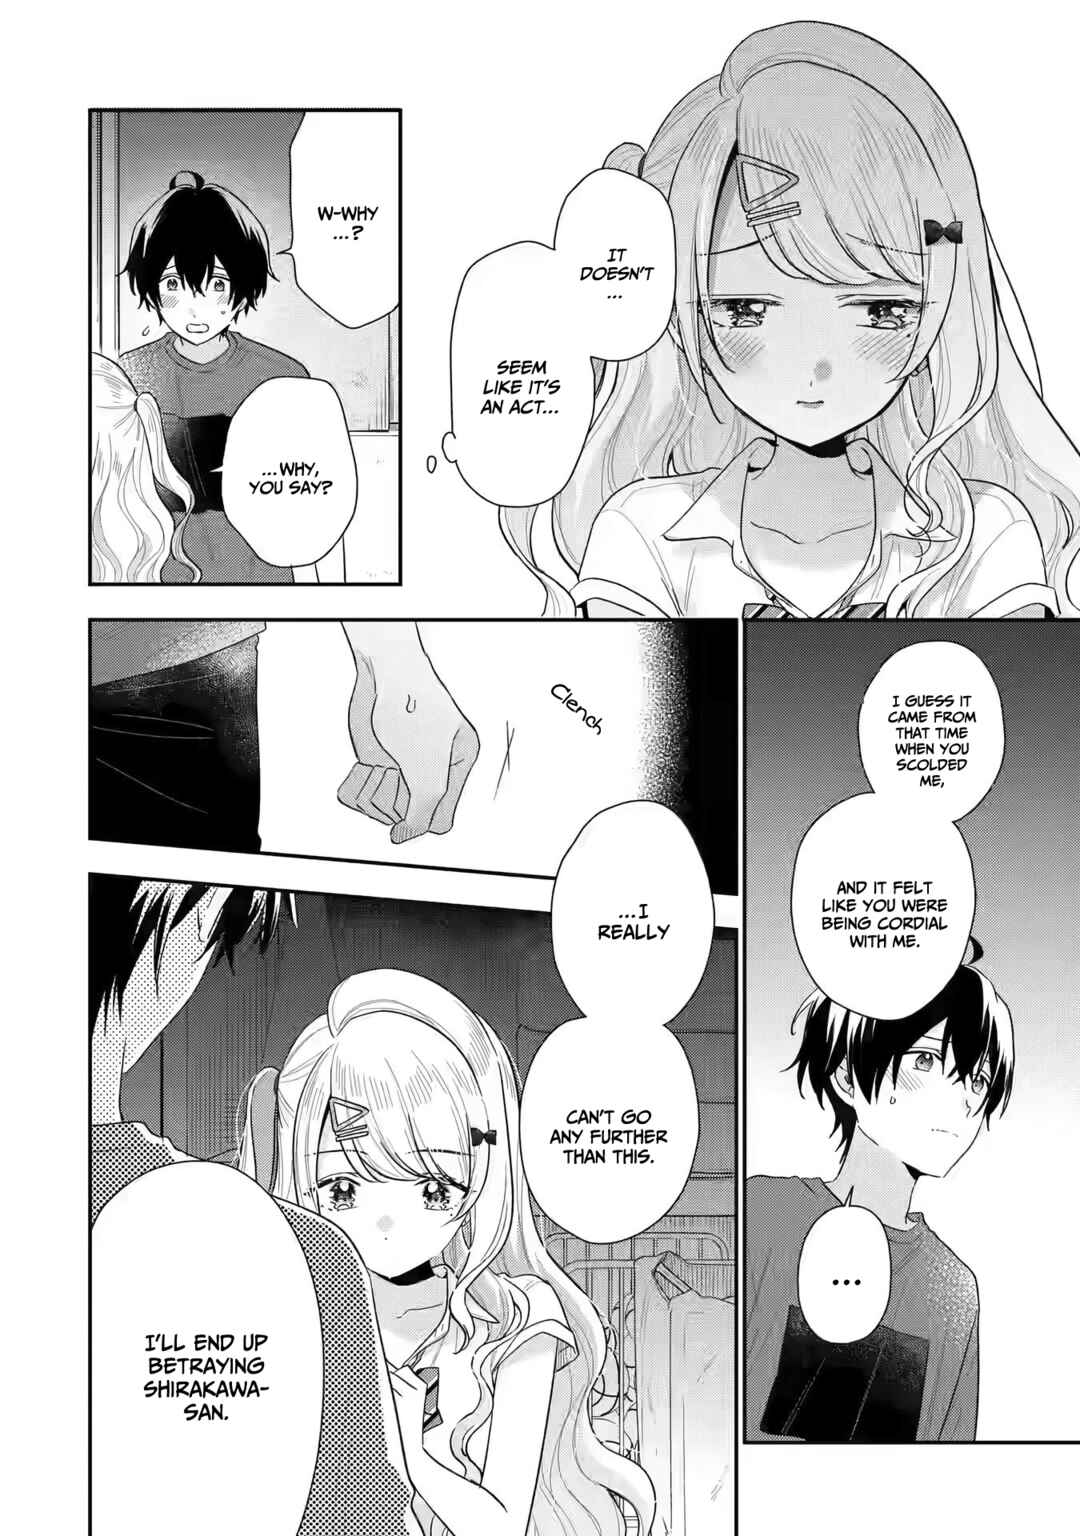 IT
DOESN'T
...
SEEM
LIKE IT'S
AN ACT...
W-WHY
...?
...WHY,
YOU SAY?
I GUESS IT
CAME FROM
THAT TIME
WHEN YOU
SCOLDED
ME,
AND IT FELT
LIKE YOU WERE
BEING CORDIAL
WITH ME.
...
Clench
...I
REALLY
CAN'T GO
ANY FURTHER
THAN THIS.
I'LL END UP
BETRAYING
SHIRAKAWA-
SAN.